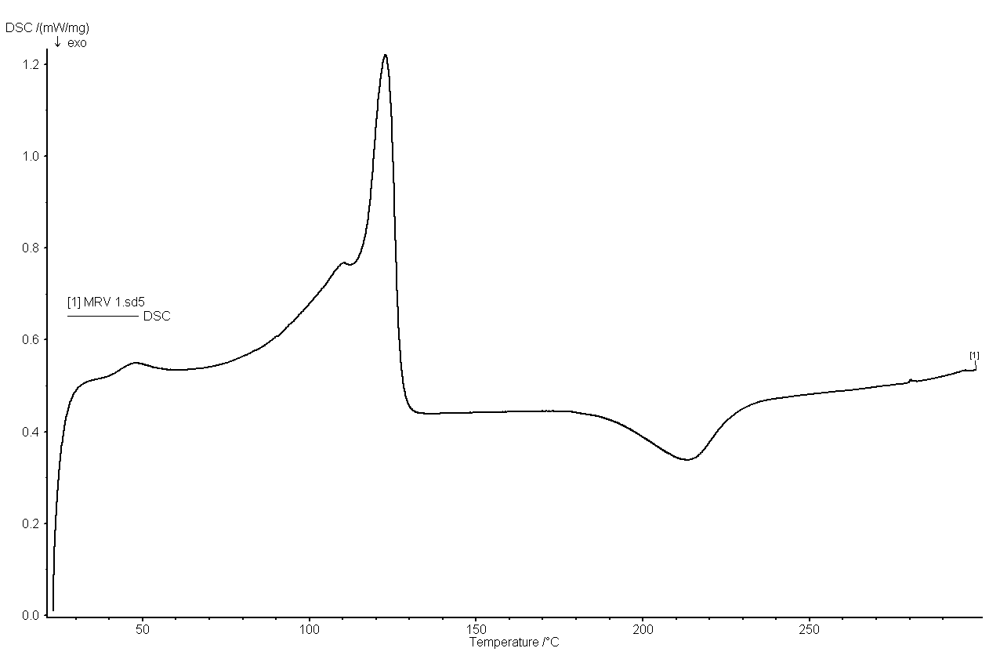 DSC /(mW/mg)
↓ exo
1.2
1.0
0.8
[1] MRV 1.sd5
DSC
0.6
[1]
0.4
0.2
0.0
50 100 150 200 250
Temperature /°C